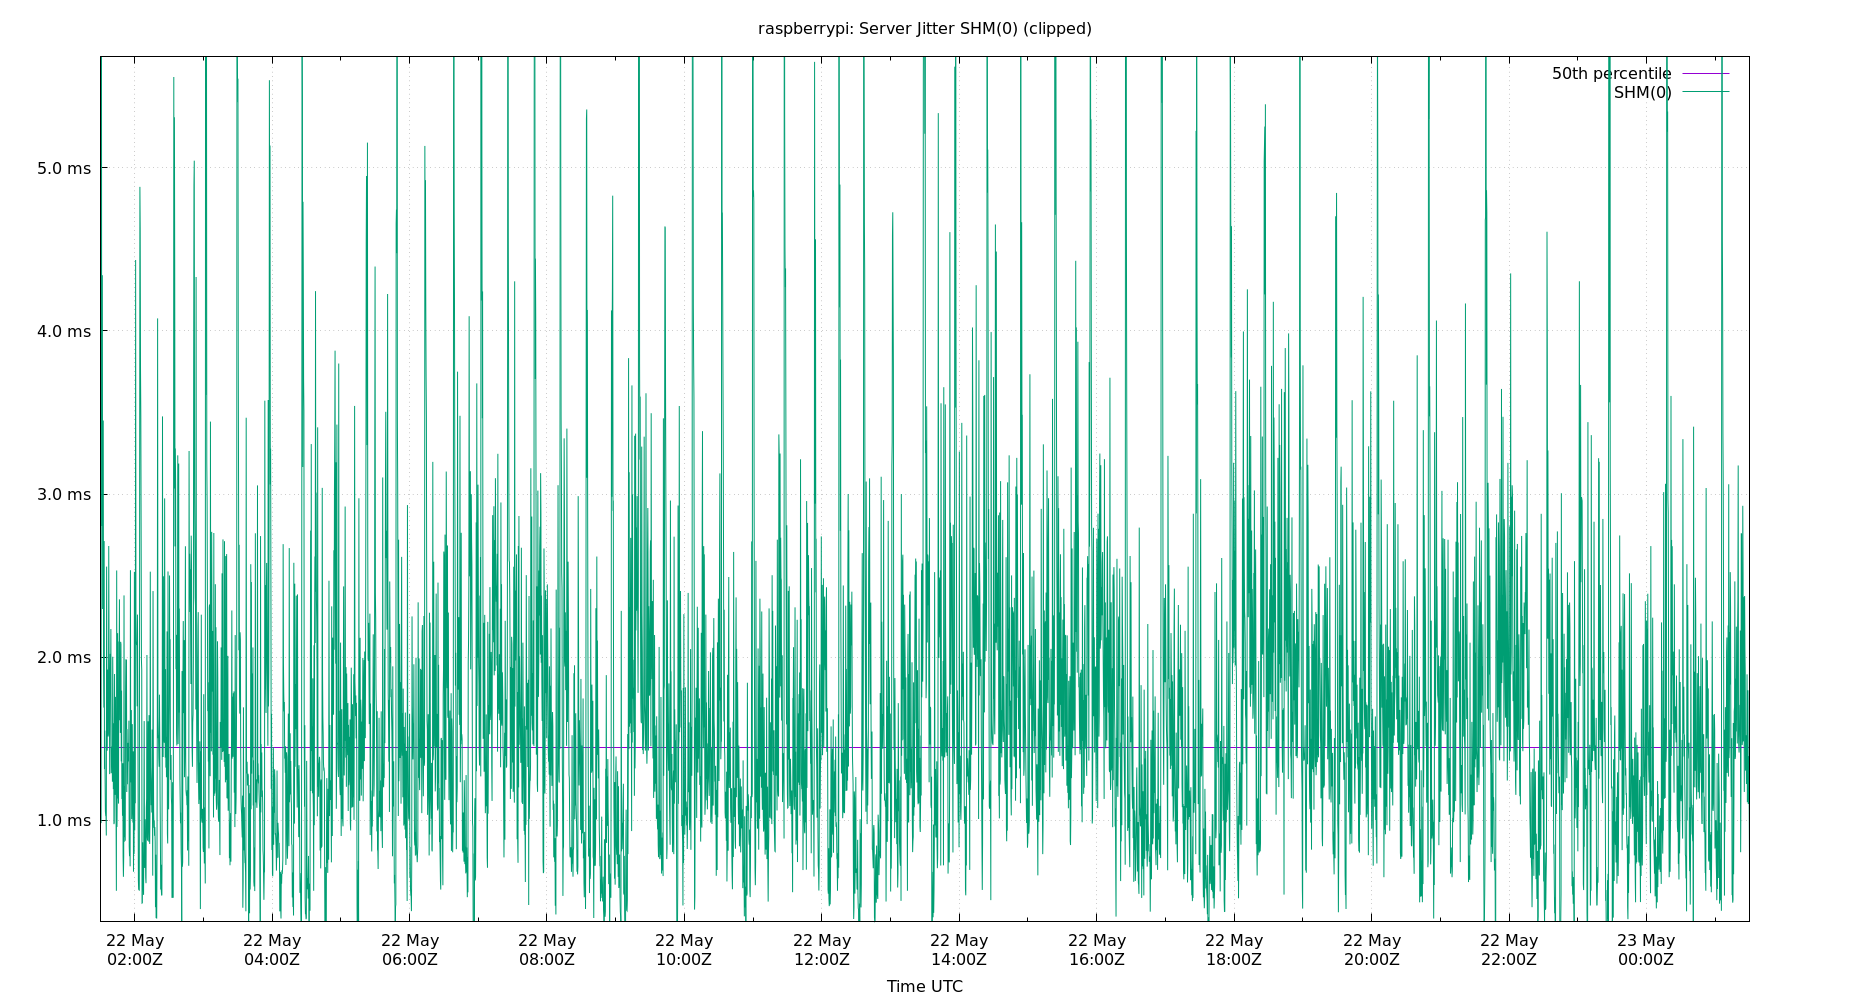 raspberrypi: Server Jitter SHM(0) (clipped)
50th percentile
SHM(0)
5.0 ms
4.0 ms
3.0 ms
2.0 ms
1.0 ms
22 May 22 May 22 May 22 May 22 May 22 May 22 May 22 May 22 May 22 May 22 May 23 May
02:00Z 04:00Z 06:00Z 08:00Z 10:00Z 12:00Z 14:00Z 16:00Z 18:00Z 20:00Z 22:00Z 00:00Z
Time UTC